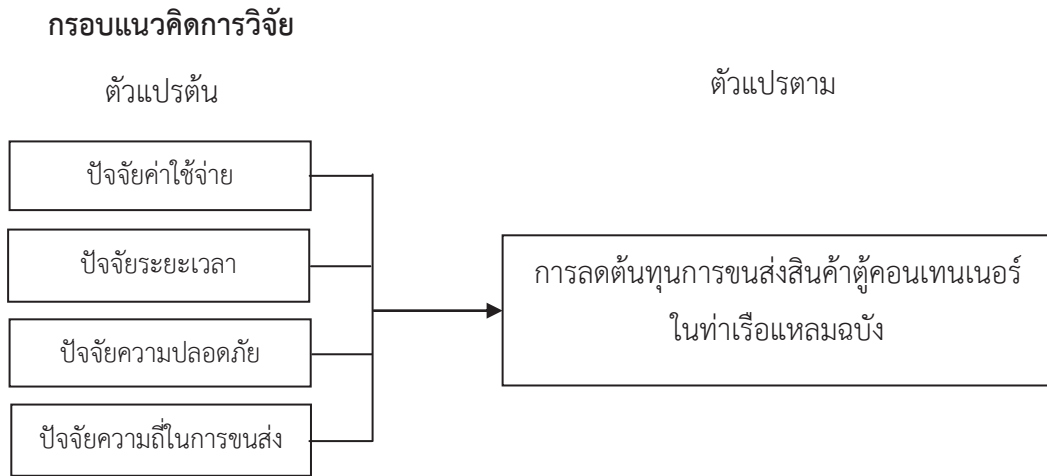 กรอบแนวคิดการวิจัย
ตัวแปรต้น
ตัวแปรตาม
ปัจจัยค่าใช้จ่าย
ปัจจัยระยะเวลา
ปัจจัยความปลอดภัย
ปัจจัยความถี่ในการขนส่ง
การลดต้นทุนการขนส่งสินค้าตู้คอนเทนเนอร์
ในท่าเรือแหลมฉบัง